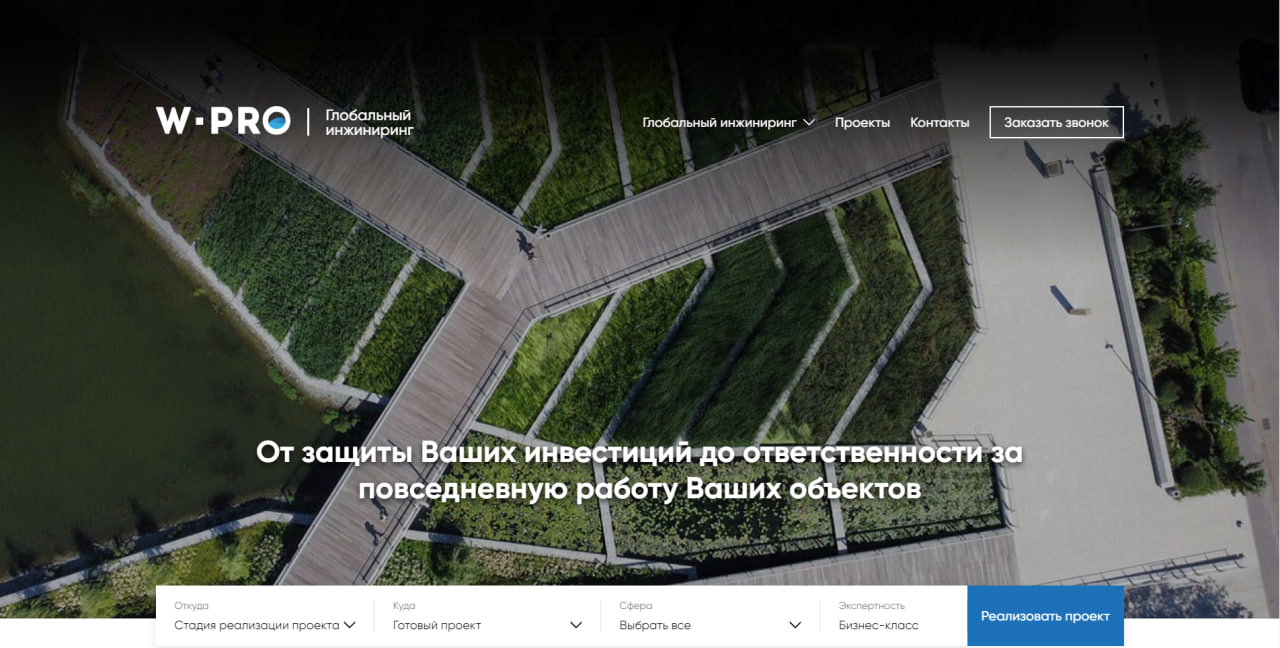 W·PRO
Глобальный
инжиниринг
Глобальный инжиниринг
Проекты
Контакты
Заказать звонок
От защиты Ваших инвестиций до ответственности за
повседневную работу Ваших объектов
Откуда
Стадия реализации проекта
Куда
Готовый проект
Сфера
Выбрать все
Экспертность
Бизнес-класс
Реализовать проект